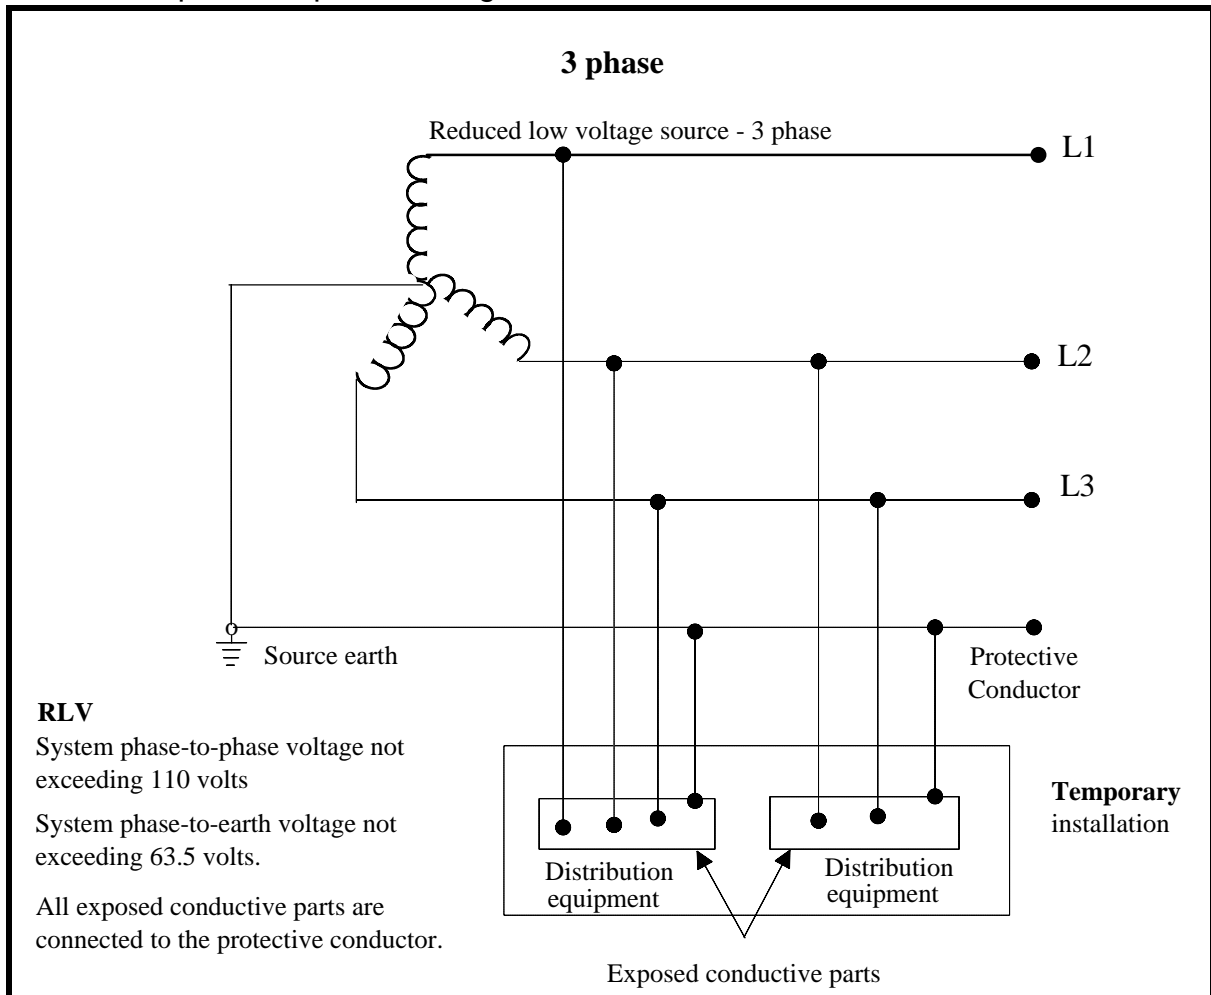 3 phase
Reduced low voltage source - 3 phase
L1
L2
L3
Source earth
Protective
Conductor
RLV
System phase-to-phase voltage not
exceeding 110 volts
System phase-to-earth voltage not
exceeding 63.5 volts.
All exposed conductive parts are
connected to the protective conductor.
Temporary
installation
Distribution
equipment
Distribution
equipment
Exposed conductive parts